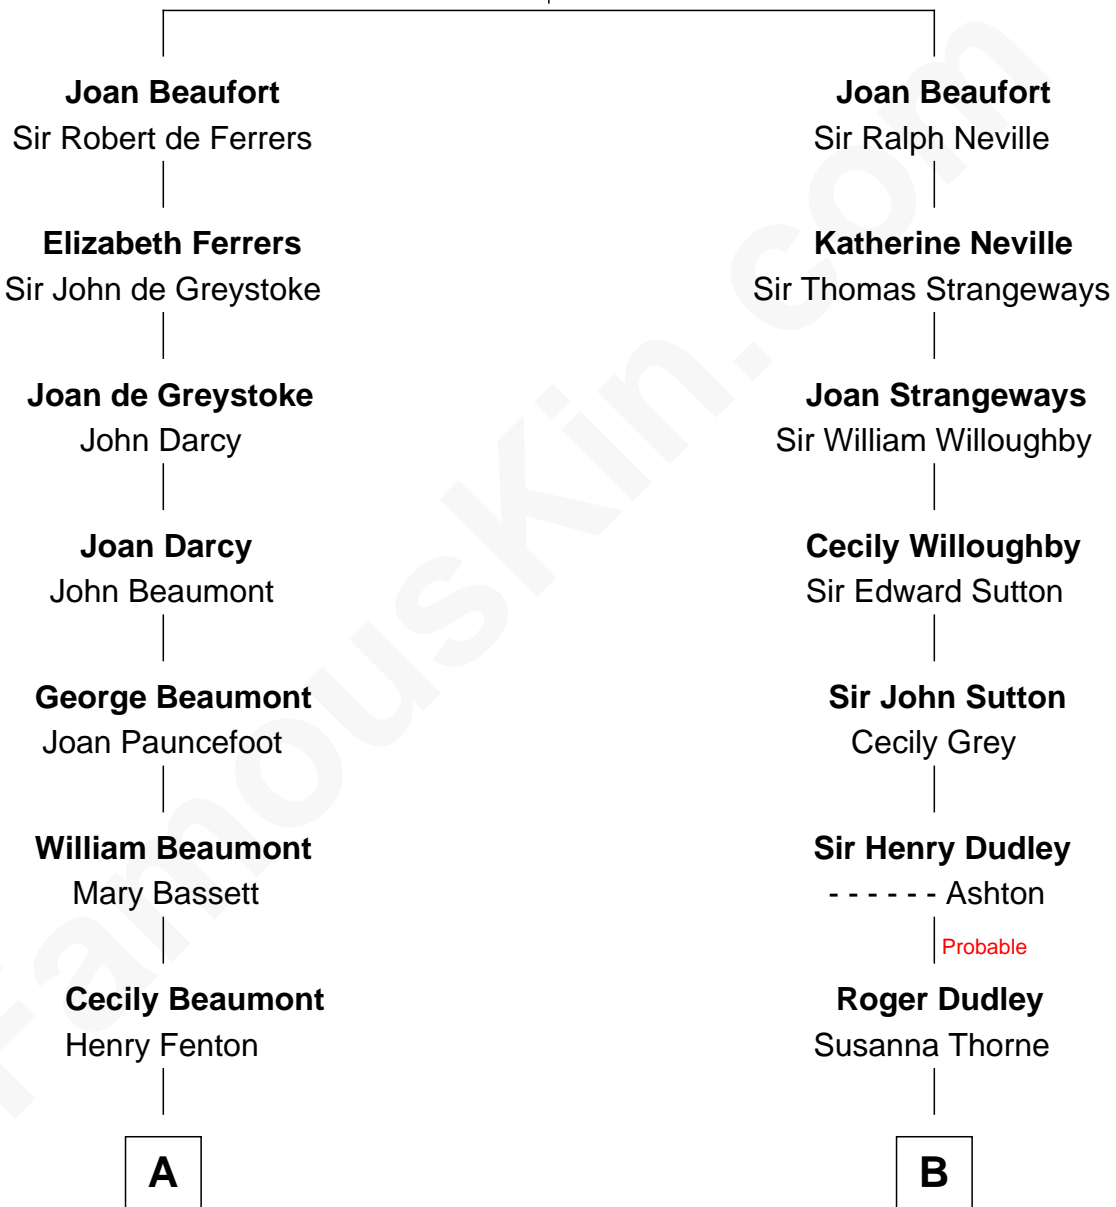 Joan Beaufort
Sir Robert de Ferrers
Elizabeth Ferrers
Sir John de Greystoke
Joan de Greystoke
John Darcy
Joan Darcy
John Beaumont
George Beaumont
Joan Pauncefoot
William Beaumont
Mary Bassett
Cecily Beaumont
Henry Fenton
A
Joan Beaufort
Sir Ralph Neville
Katherine Neville
Sir Thomas Strangeways
Joan Strangeways
Sir William Willoughby
Cecily Willoughby
Sir Edward Sutton
Sir John Sutton
Cecily Grey
Sir Henry Dudley
- - - - - - Ashton
Probable
Roger Dudley
Susanna Thorne
B
FamousKin.com